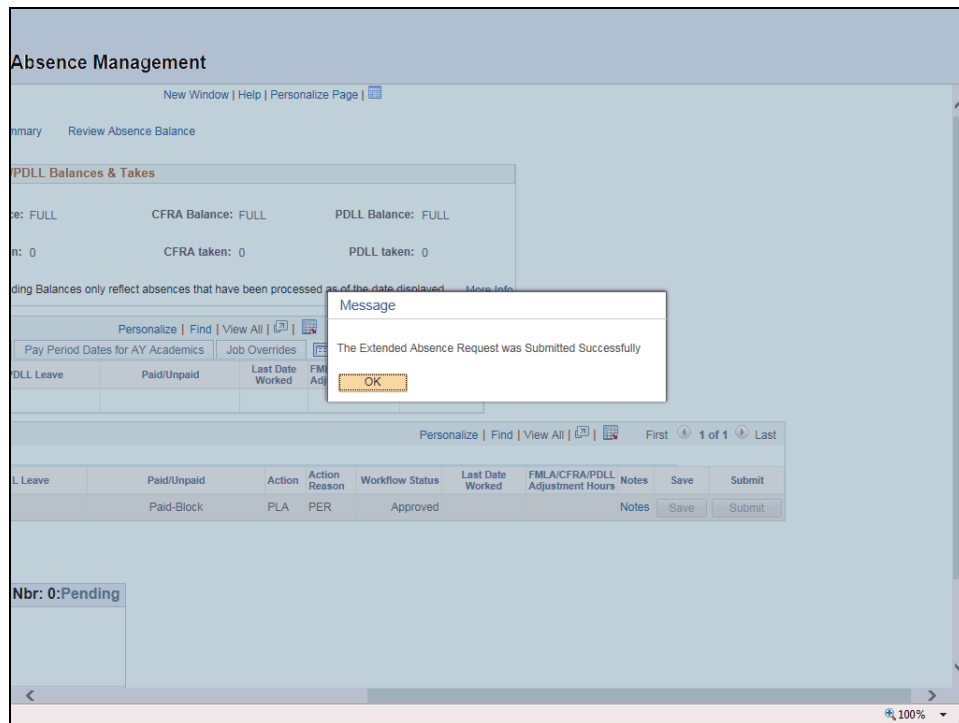 Absence Management
New Window | Help | Personalize Page |
Review Absence Balance
/PDLL Balances & Takes
FULL CFRA Balance: FULL PDLL Balance: FULL
0 CFRA taken: 0 PDLL taken: 0
Balances only reflect absences that have been processed as of the date displayed. More Info
Message
The Extended Absence Request was Submitted Successfully
OK
Personalize | Find | View All |
Pay Period Dates for AY Academics Job Overrides
PDLL Leave Paid/Unpaid Last Date Worked
Personalize | Find | View All | First 1 of 1 Last
Leave Paid/Unpaid Action Action Reason Workflow Status Last Date Worked FMLA/CFRA/PDLL Adjustment Hours Notes Save Submit
Paid-Block PLA PER Approved Notes Save Submit
Nbr: 0:Pending
100%